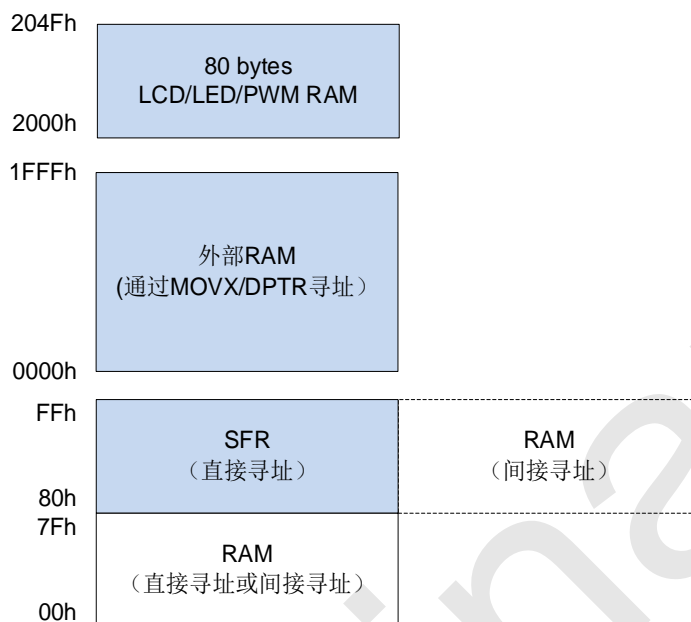 204Fh
80 bytes
LCD/LED/PWM RAM
2000h
1FFFh
外部RAM
(通过MOVX/DPTR寻址）
0000h
FFh
SFR
（直接寻址）
RAM
（间接寻址）
80h
7Fh
RAM
（直接寻址或间接寻址）
00h